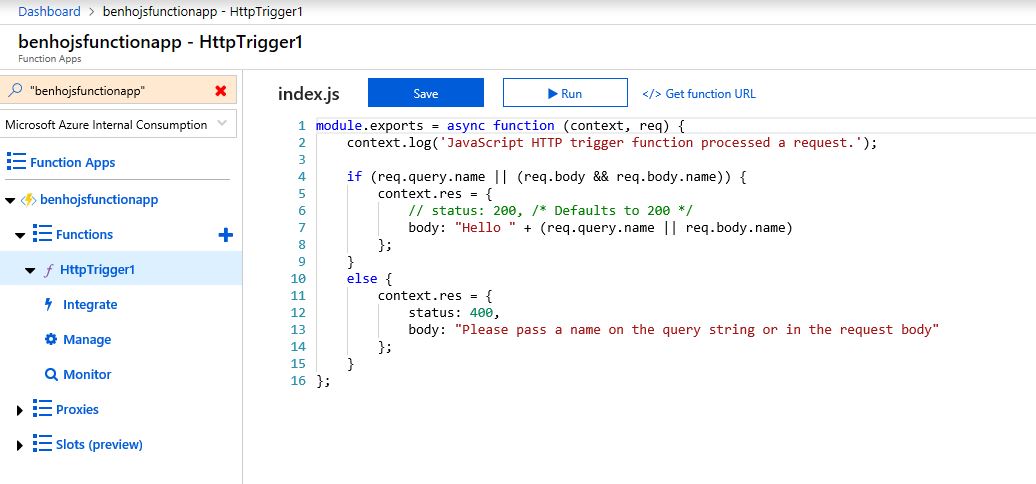 Dashboard > benhojsfunctionapp - HttpTrigger1
benhojsfunctionapp - HttpTrigger1
Function Apps
"benhojsfunctionapp"
Microsoft Azure Internal Consumption
Function Apps
benhojsfunctionapp
Functions
HttpTrigger1
Integrate
Manage
Monitor
Proxies
Slots (preview)
index.js
Save
Run
</> Get function URL
1 module.exports = async function (context, req) {
2     context.log('JavaScript HTTP trigger function processed a request.');
3
4     if (req.query.name || (req.body && req.body.name)) {
5         context.res = {
6             // status: 200, /* Defaults to 200 */
7             body: "Hello " + (req.query.name || req.body.name)
8         };
9     }
10     else {
11         context.res = {
12             status: 400,
13             body: "Please pass a name on the query string or in the request body"
14         };
15     }
16 };